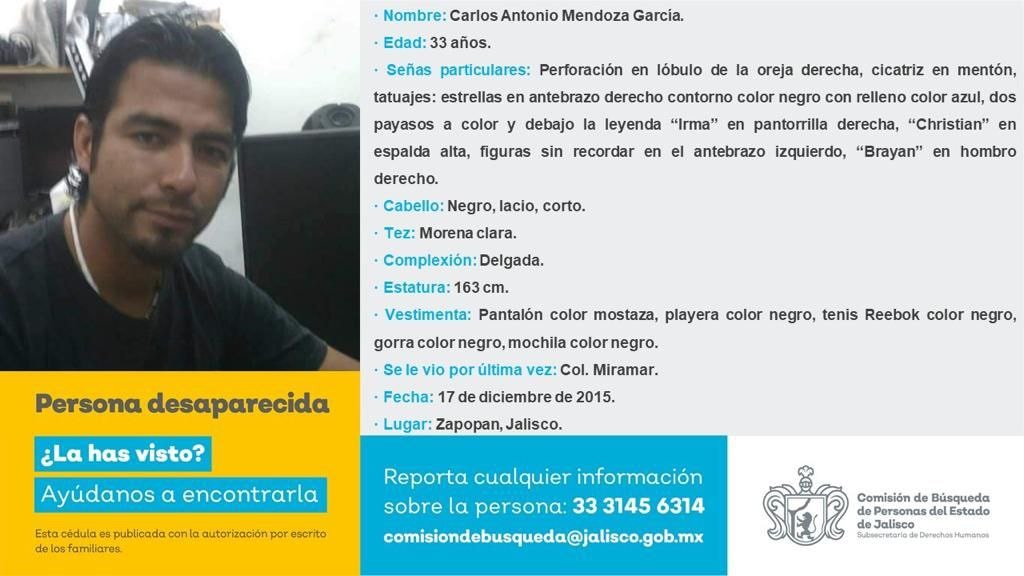 · Nombre: Carlos Antonio Mendoza García.
· Edad: 33 años.
· Señas particulares: Perforación en lóbulo de la oreja derecha, cicatriz en mentón,
tatuajes: estrellas en antebrazo derecho contorno color negro con relleno color azul, dos
payasos a color y debajo la leyenda “Irma” en pantorrilla derecha, “Christian” en
espalda alta, figuras sin recordar en el antebrazo izquierdo, “Brayan” en hombro
derecho.
· Cabello: Negro, lacio, corto.
· Tez: Morena clara.
· Complexión: Delgada.
· Estatura: 163 cm.
· Vestimenta: Pantalón color mostaza, playera color negro, tenis Reebok color negro,
gorra color negro, mochila color negro.
· Se le vio por última vez: Col. Miramar.
· Fecha: 17 de diciembre de 2015.
· Lugar: Zapopan, Jalisco.
Persona desaparecida
¿La has visto?
Ayúdanos a encontrarla
Esta cédula es publicada con la autorización por escrito
de los familiares.
Reporta cualquier información
sobre la persona: 33 3145 6314
comisiondebusqueda@jalisco.gob.mx
Comisión de Búsqueda
de Personas del Estado
de Jalisco
Subsecretaría de Derechos Humanos